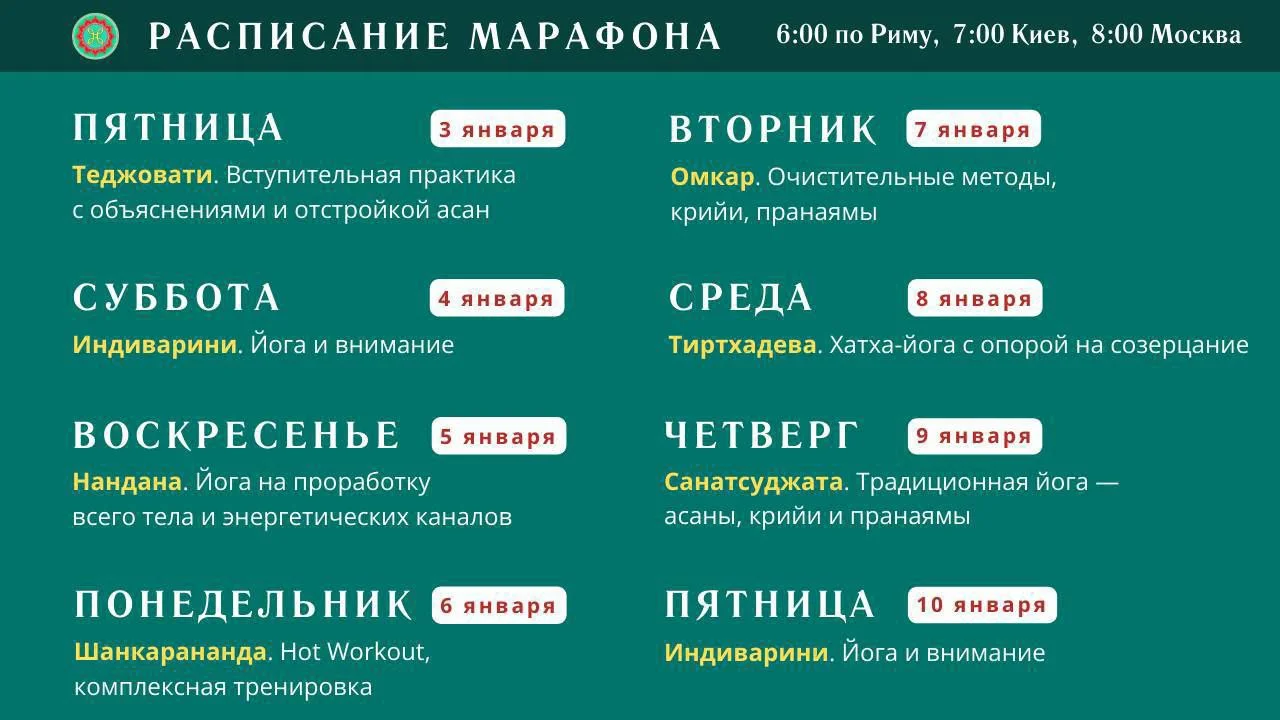 РАСПИСАНИЕ МАРАФОНА
6:00 по Риму, 7:00 Киев, 8:00 Москва
ПЯТНИЦА 3 января
Теджовати. Вступительная практика
с объяснениями и отстройкой асан
СУББОТА 4 января
Индиварини. Йога и внимание
ВОСКРЕСЕНЬЕ 5 января
Нандана. Йога на проработку
всего тела и энергетических каналов
ПОНЕДЕЛЬНИК 6 января
Шанкарананда. Hot Workout,
комплексная тренировка
ВТОРНИК 7 января
Омкар. Очистительные методы,
крийи, пранаямы
СРЕДА 8 января
Тиртхадева. Хатха-йога с опорой на созерцание
ЧЕТВЕРГ 9 января
Санатсуджата. Традиционная йога —
асаны, крийи и пранаямы
ПЯТНИЦА 10 января
Индиварини. Йога и внимание